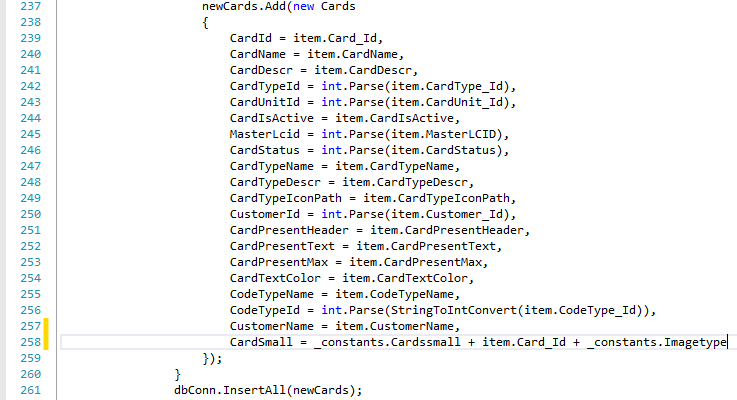 237 newCards.Add(new Cards
238 {
239 CardId = item.Card_Id,
240 CardName = item.CardName,
241 CardDescr = item.CardDescr,
242 CardTypeId = int.Parse(item.CardType_Id),
243 CardUnitId = int.Parse(item.CardUnit_Id),
244 CardIsActive = item.CardIsActive,
245 MasterLcid = int.Parse(item.MasterLCID),
246 CardStatus = int.Parse(item.CardStatus),
247 CardTypeName = item.CardTypeName,
248 CardTypeDescr = item.CardTypeDescr,
249 CardTypeIconPath = item.CardTypeIconPath,
250 CustomerId = int.Parse(item.Customer_Id),
251 CardPresentHeader = item.CardPresentHeader,
252 CardPresentText = item.CardPresentText,
253 CardPresentMax = item.CardPresentMax,
254 CardTextColor = item.CardTextColor,
255 CodeTypeName = item.CodeTypeName,
256 CodeTypeId = int.Parse(StringToIntConvert(item.CodeType_Id)),
257 CustomerName = item.CustomerName,
258 CardSmall = _constants.Cardssmall + item.Card_Id + _constants.Imagetype
259 });
260 }
261 dbConn.InsertAll(newCards);